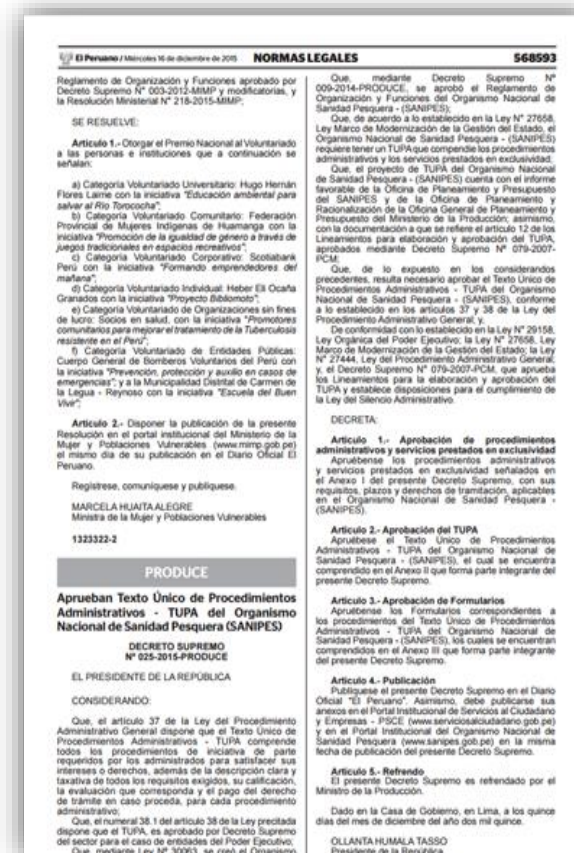 El Peruano / Miércoles 16 de diciembre de 2015
NORMAS LEGALES
568593
Reglamento de Organización y Funciones aprobado por
Decreto Supremo N° 003-2012-MIMP y modificatorias, y
la Resolución Ministerial N° 218-2015-MIMP;
SE RESUELVE:
Artículo 1.- Otorgar el Premio Nacional al Voluntariado
a las personas e instituciones que a continuación se
señalan:
a) Categoría Voluntariado Universitario: Hugo Hernán
Flores Laime con la iniciativa "Educación ambiental para
salvar al Río Torococha";
b) Categoría Voluntariado Comunitario: Federación
Provincial de Mujeres Indígenas de Huamanga con la
iniciativa "Promoción de la igualdad de género a través de
juegos tradicionales en espacios recreativos";
c) Categoría Voluntariado Corporativo: Scotiabank
Perú con la iniciativa "Formando emprendedores del
mañana";
d) Categoría Voluntariado Individual: Heber Eli Ocaña
Granados con la iniciativa "Proyecto Bibliomoto";
e) Categoría Voluntariado de Organizaciones sin fines
de lucro: Socios en salud, con la iniciativa "Promotores
comunitarios para mejorar el tratamiento de la Tuberculosis
resistente en el Perú";
f) Categoría Voluntariado de Entidades Públicas:
Cuerpo General de Bomberos Voluntarios del Perú con
la iniciativa "Prevención, protección y auxilio en casos de
emergencias"; y a la Municipalidad Distrital de Carmen de
la Legua - Reynoso con la iniciativa "Escuela del Buen
Vivir";
Artículo 2.- Disponer la publicación de la presente
Resolución en el portal institucional del Ministerio de la
Mujer y Poblaciones Vulnerables (www.mimp.gob.pe)
el mismo día de su publicación en el Diario Oficial El
Peruano.
Regístrese, comuníquese y publíquese.
MARCELA HUAITA ALEGRE
Ministra de la Mujer y Poblaciones Vulnerables
1323322-2
PRODUCE
Aprueban Texto Único de Procedimientos
Administrativos - TUPA del Organismo
Nacional de Sanidad Pesquera (SANIPES)
DECRETO SUPREMO
N° 025-2015-PRODUCE
EL PRESIDENTE DE LA REPÚBLICA
CONSIDERANDO:
Que, el artículo 37 de la Ley del Procedimiento
Administrativo General dispone que el Texto Único de
Procedimientos Administrativos - TUPA comprende
todos los procedimientos de iniciativa de parte
requeridos por los administrados para satisfacer sus
intereses o derechos, además de la descripción clara y
taxativa de todos los requisitos exigidos, su calificación,
la evaluación que corresponda y el pago del derecho
de trámite en caso proceda, para cada procedimiento
administrativo;
Que, el numeral 38.1 del artículo 38 de la Ley precitada
dispone que el TUPA, es aprobado por Decreto Supremo
del sector para el caso de entidades del Poder Ejecutivo;
Que, mediante Ley N° 30063, se creó el Organismo
Que, mediante Decreto Supremo N°
009-2014-PRODUCE, se aprobó el Reglamento de
Organización y Funciones del Organismo Nacional de
Sanidad Pesquera - (SANIPES);
Que, de acuerdo a lo establecido en la Ley N° 27658,
Ley Marco de Modernización de la Gestión del Estado, el
Organismo Nacional de Sanidad Pesquera - (SANIPES)
requiere tener un TUPA que compendie los procedimientos
administrativos y los servicios prestados en exclusividad;
Que, el proyecto de TUPA del Organismo Nacional
de Sanidad Pesquera - (SANIPES) cuenta con el informe
favorable de la Oficina de Planeamiento y Presupuesto
del SANIPES y de la Oficina de Planeamiento y
Racionalización de la Oficina General de Planeamiento y
Presupuesto del Ministerio de la Producción; asimismo,
con la documentación a que se refiere el artículo 12 de los
Lineamientos para elaboración y aprobación del TUPA,
aprobados mediante Decreto Supremo N° 079-2007-
PCM;
Que, de lo expuesto en los considerandos
precedentes, resulta necesario aprobar el Texto Único de
Procedimientos Administrativos - TUPA del Organismo
Nacional de Sanidad Pesquera - (SANIPES), conforme
a lo establecido en los artículos 37 y 38 de la Ley del
Procedimiento Administrativo General; y,
De conformidad con lo establecido en la Ley N° 29158,
Ley Orgánica del Poder Ejecutivo; la Ley N° 27658, Ley
Marco de Modernización de la Gestión del Estado; la Ley
N° 27444, Ley del Procedimiento Administrativo General;
y, el Decreto Supremo N° 079-2007-PCM, que aprueba
los Lineamientos para la elaboración y aprobación del
TUPA y establece disposiciones para el cumplimiento de
la Ley del Silencio Administrativo.
DECRETA:
Artículo 1.- Aprobación de procedimientos
administrativos y servicios prestados en exclusividad
Apruébense los procedimientos administrativos
y servicios prestados en exclusividad señalados en
el Anexo I del presente Decreto Supremo, con sus
requisitos, plazos y derechos de tramitación, aplicables
en el Organismo Nacional de Sanidad Pesquera -
(SANIPES).
Artículo 2.- Aprobación del TUPA
Apruébese el Texto Único de Procedimientos
Administrativos - TUPA del Organismo Nacional de
Sanidad Pesquera - (SANIPES), el cual se encuentra
comprendido en el Anexo II que forma parte integrante del
presente Decreto Supremo.
Artículo 3.- Aprobación de Formularios
Apruébense los Formularios correspondientes a
los procedimientos del Texto Único de Procedimientos
Administrativos - TUPA del Organismo Nacional de
Sanidad Pesquera - (SANIPES), los cuales se encuentran
comprendidos en el Anexo III que forma parte integrante
del presente Decreto Supremo.
Artículo 4.- Publicación
Publíquese el presente Decreto Supremo en el Diario
Oficial "El Peruano". Asimismo, debe publicarse sus
anexos en el Portal Institucional de Servicios al Ciudadano
y Empresas - PSCE (www.serviciosalciudadano.gob.pe)
y en el Portal Institucional del Organismo Nacional de
Sanidad Pesquera (www.sanipes.gob.pe) en la misma
fecha de publicación del presente Decreto Supremo.
Artículo 5.- Refrendo
El presente Decreto Supremo es refrendado por el
Ministro de la Producción.
Dado en la Casa de Gobierno, en Lima, a los quince
días del mes de diciembre del año dos mil quince.
OLLANTA HUMALA TASSO
Presidente de la República